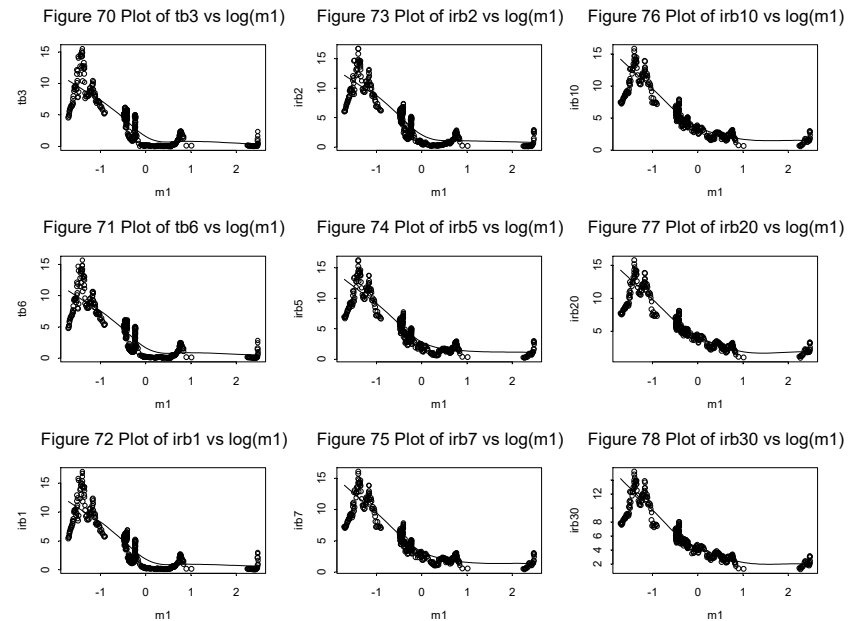 Figure 70 Plot of tb3 vs log(m1)
tb3
15
10
5
0
-1 0 1 2
m1
Figure 73 Plot of irb2 vs log(m1)
irb2
15
10
5
0
-1 0 1 2
m1
Figure 76 Plot of irb10 vs log(m1)
irb10
15
10
5
0
-1 0 1 2
m1
Figure 71 Plot of tb6 vs log(m1)
tb6
15
10
5
0
-1 0 1 2
m1
Figure 74 Plot of irb5 vs log(m1)
irb5
15
10
5
0
-1 0 1 2
m1
Figure 77 Plot of irb20 vs log(m1)
irb20
15
10
5
-1 0 1 2
m1
Figure 72 Plot of irb1 vs log(m1)
irb1
15
10
5
0
-1 0 1 2
m1
Figure 75 Plot of irb7 vs log(m1)
irb7
15
10
5
0
-1 0 1 2
m1
Figure 78 Plot of irb30 vs log(m1)
irb30
12
8
6
4
2
-1 0 1 2
m1